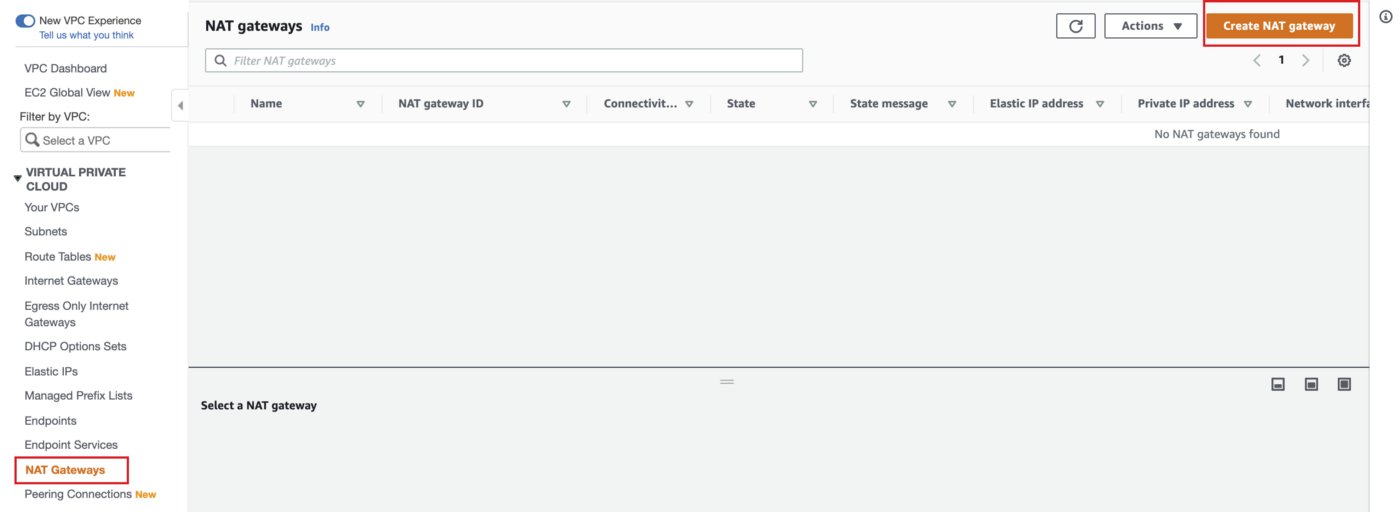 New VPC Experience
Tell us what you think
VPC Dashboard
EC2 Global View New
Filter by VPC:
Select a VPC
VIRTUAL PRIVATE
CLOUD
Your VPCs
Subnets
Route Tables New
Internet Gateways
Egress Only Internet
Gateways
DHCP Options Sets
Elastic IPs
Managed Prefix Lists
Endpoints
Endpoint Services
NAT Gateways
Peering Connections New
NAT gateways Info
Actions
Create NAT gateway
Filter NAT gateways
1
Name NAT gateway ID Connectivit... State State message Elastic IP address Private IP address Network interfa
No NAT gateways found
Select a NAT gateway